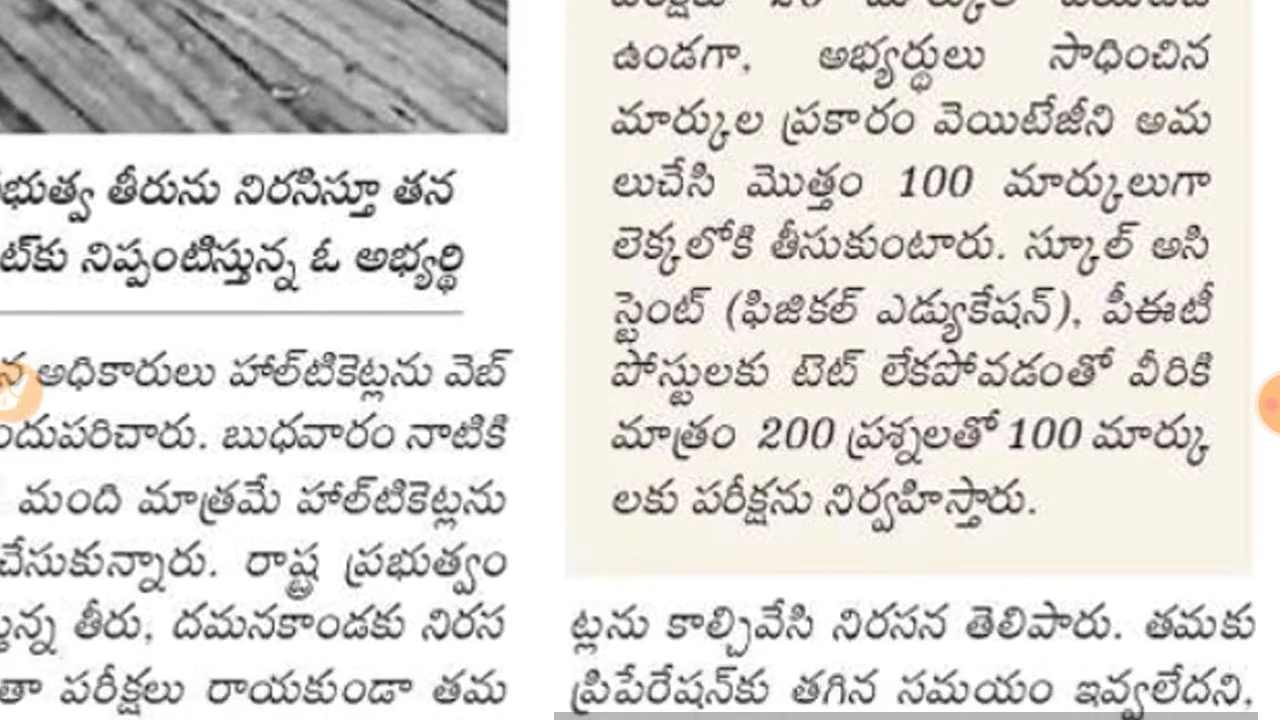 భుత్వ తీరును నిరసిస్తూ తన
నిప్పంటిస్తున్న ఓ అభ్యర్థి
అధికారులు హాల్‌టికెట్లను వెబ్
బుధవారం నాటికి
మంది మాత్రమే హాల్‌టికెట్లను
చేసుకున్నారు. రాష్ట్ర ప్రభుత్వం
తీరు, దమనకాండకు నిరస
పరీక్షలు రాయకుండా తమ
ఉండగా, అభ్యర్థులు సాధించిన
మార్కుల ప్రకారం వెయిటేజీని అమ
లుచేసి మొత్తం 100 మార్కులుగా
లెక్కలోకి తీసుకుంటారు. స్కూల్ అసి
స్టెంట్ (ఫిజికల్ ఎడ్యుకేషన్), పీఈటీ
పోస్టులకు టెట్ లేకపోవడంతో వీరికి
మాత్రం 200 ప్రశ్నలతో 100 మార్కు
లకు పరీక్షను నిర్వహిస్తారు.
ట్లను కాల్చివేసి నిరసన తెలిపారు. తమకు
ప్రిపేరేషన్‌కు తగిన సమయం ఇవ్వలేదని,